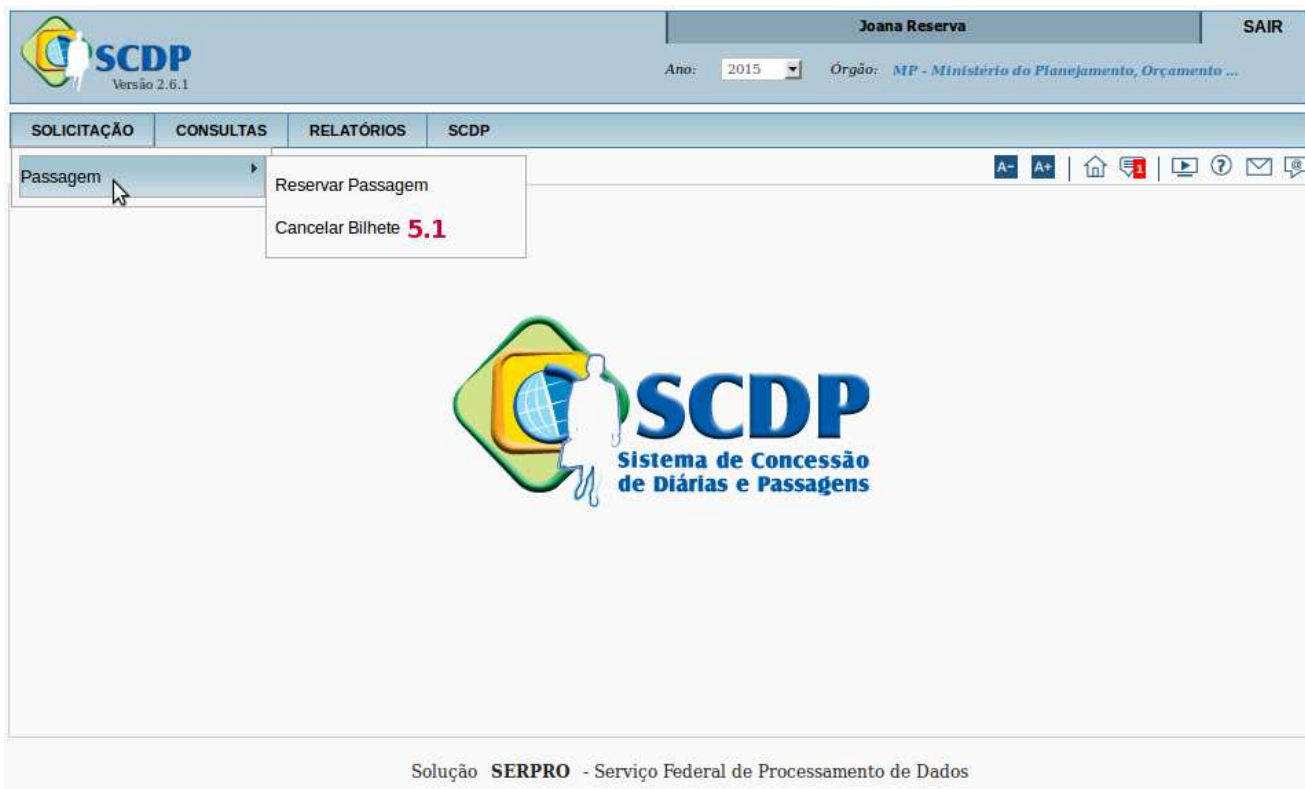 Joana Reserva
SAIR
SCDP
Versão 2.6.1
Ano: 2015 Órgão: MP - Ministério do Planejamento, Orçamento ...
SOLICITAÇÃO CONSULTAS RELATÓRIOS SCDP
A- A+ 1 ? @
Passagem
Reservar Passagem
Cancelar Bilhete 5.1
SCDP
Sistema de Concessão
de Diárias e Passagens
Solução SERPRO - Serviço Federal de Processamento de Dados